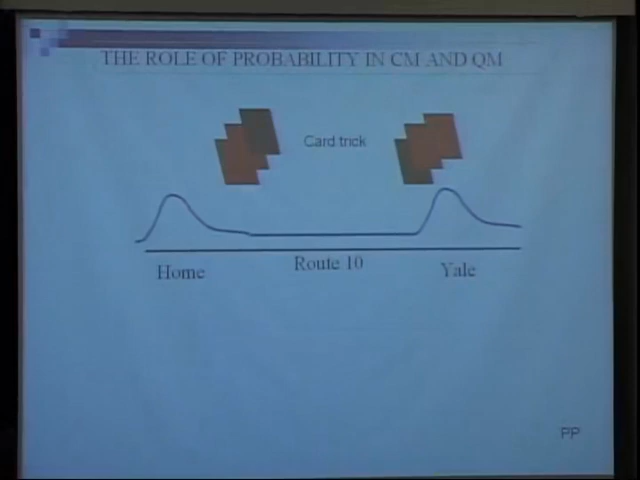 THE ROLE OF PROBABILITY IN CM AND QM
Card trick
Home
Route 10
Yale
PP